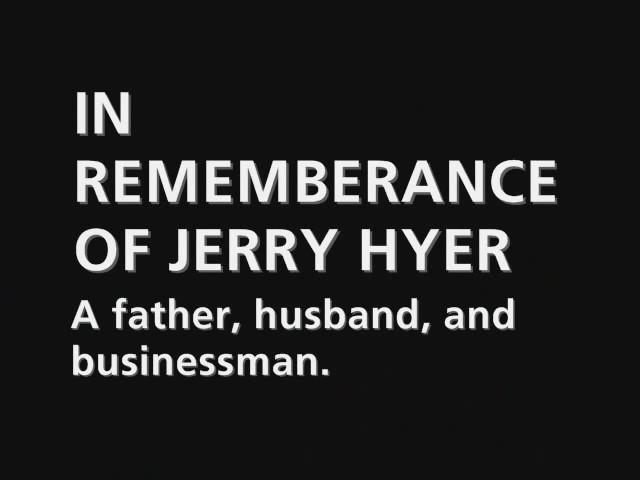 IN
REMEMBERANCE
OF JERRY HYER
A father, husband, and
businessman.